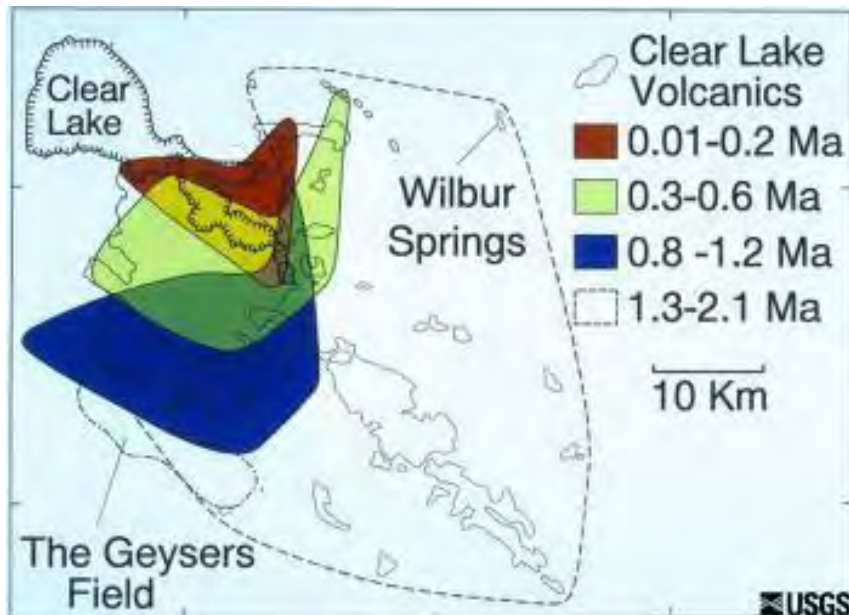 Clear
Lake
Clear Lake
Volcanics
0.01-0.2 Ma
0.3-0.6 Ma
0.8 -1.2 Ma
1.3-2.1 Ma
Wilbur
Springs
10 Km
The Geysers
Field
USGS